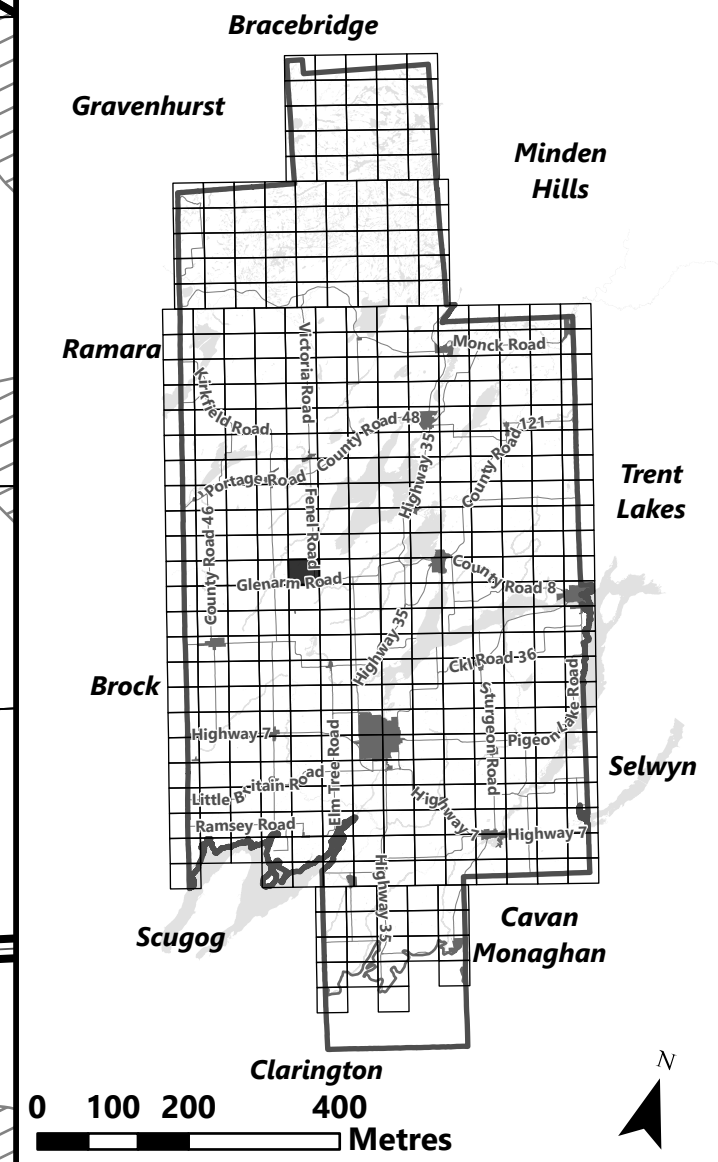 Bracebridge
Gravenhurst
Minden
Hills
Ramara
Monck Road
Victoria Road
Kirkfield Road
County Road 48
121
County Road
Highway 35
Trent
Lakes
Portage Road
Fenel Road
County Road 46
Glenarm Road
County Road 8
Highway 35
Ckl Road 36
Brock
Sturgeon Road
Pigeon Lake Road
Highway 7
Elm Tree Road
Selwyn
Little Britain Road
Ramsey Road
Highway 7
Highway 7
Highway 35
Scugog
Cavan
Monaghan
Clarington
N
0 100 200 400
Metres